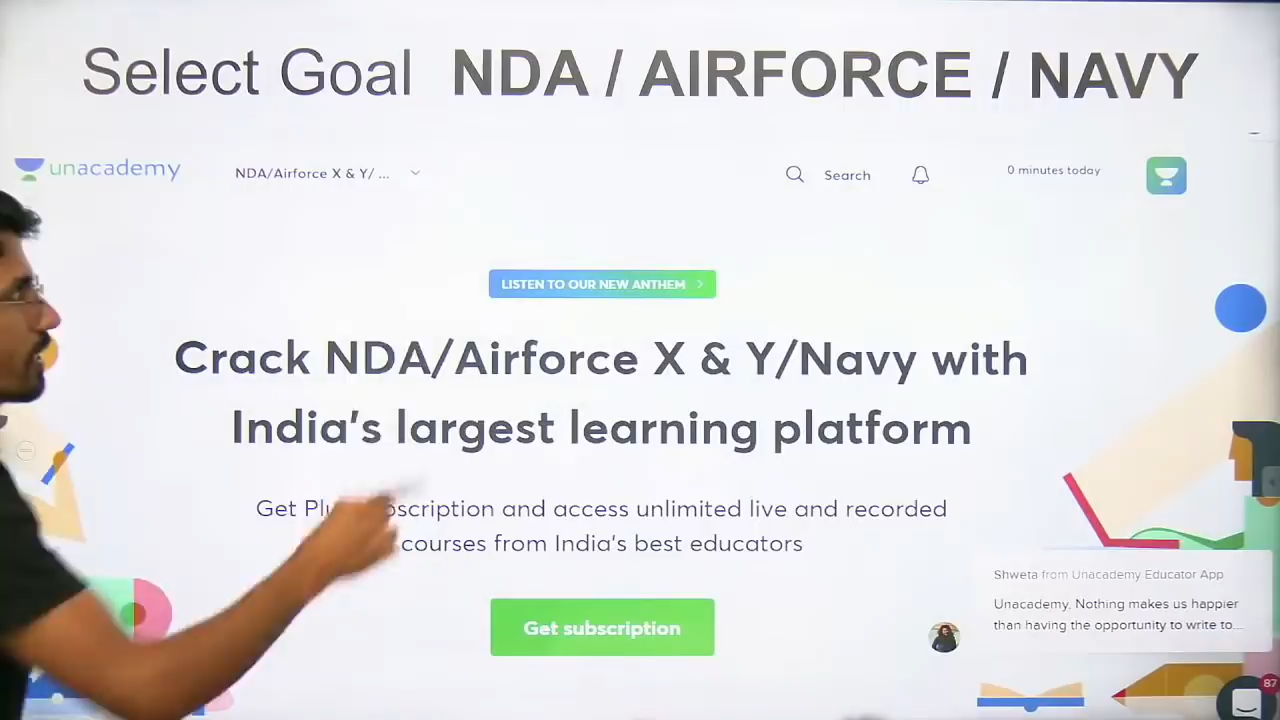 Select Goal NDA / AIRFORCE / NAVY
unacademy
NDA/Airforce X & Y/ ...
Search
0 minutes today
LISTEN TO OUR NEW ANTHEM
Crack NDA/Airforce X & Y/Navy with
India's largest learning platform
Get Plu scription and access unlimited live and recorded
courses from India's best educators
Get subscription
Shweta from Unacademy Educator App
Unacademy. Nothing makes us happier
than having the opportunity to write to...
87